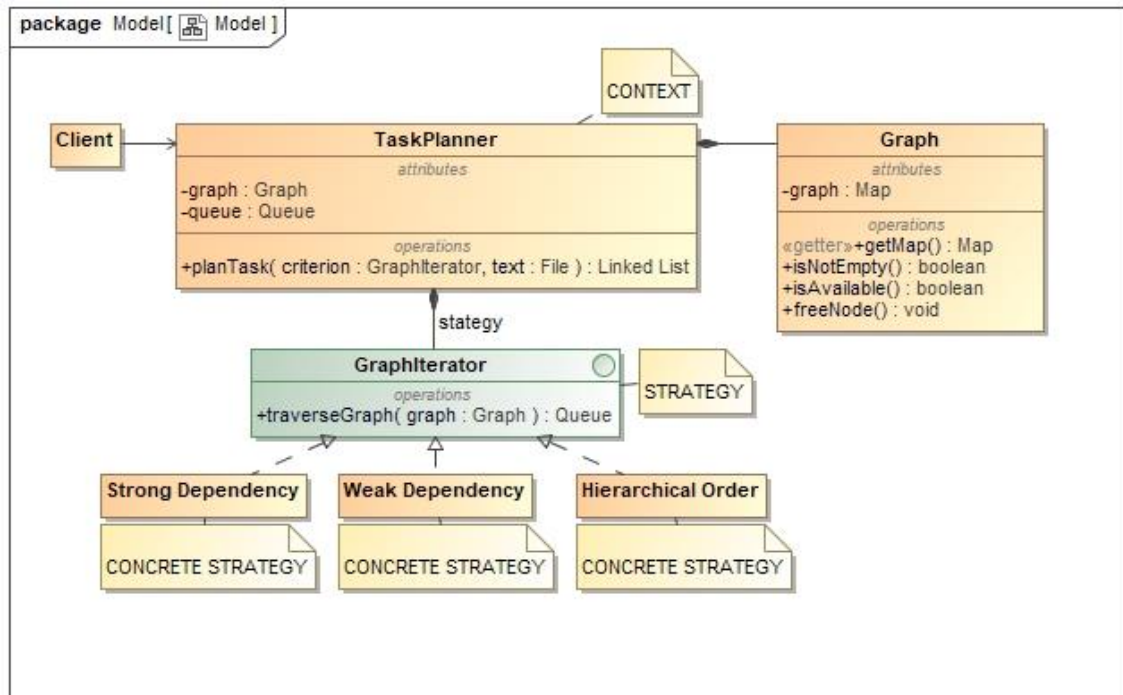 package Model[ Model ]
CONTEXT
Client
TaskPlanner
attributes
-graph : Graph
-queue : Queue
operations
+planTask( criterion : GraphIterator, text : File ) : Linked List
Graph
attributes
-graph : Map
operations
«getter»+getMap() : Map
+isNotEmpty() : boolean
+isAvailable() : boolean
+freeNode() : void
stategy
GraphIterator
operations
+traverseGraph( graph : Graph ) : Queue
STRATEGY
Strong Dependency
Weak Dependency
Hierarchical Order
CONCRETE STRATEGY
CONCRETE STRATEGY
CONCRETE STRATEGY